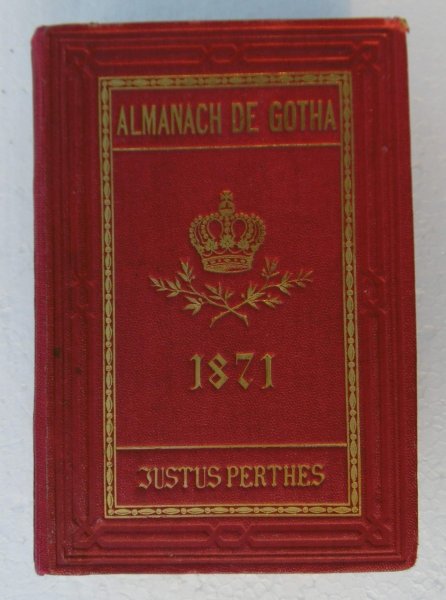 ALMANACH DE GOTHA
1871
JUSTUS PERTHES